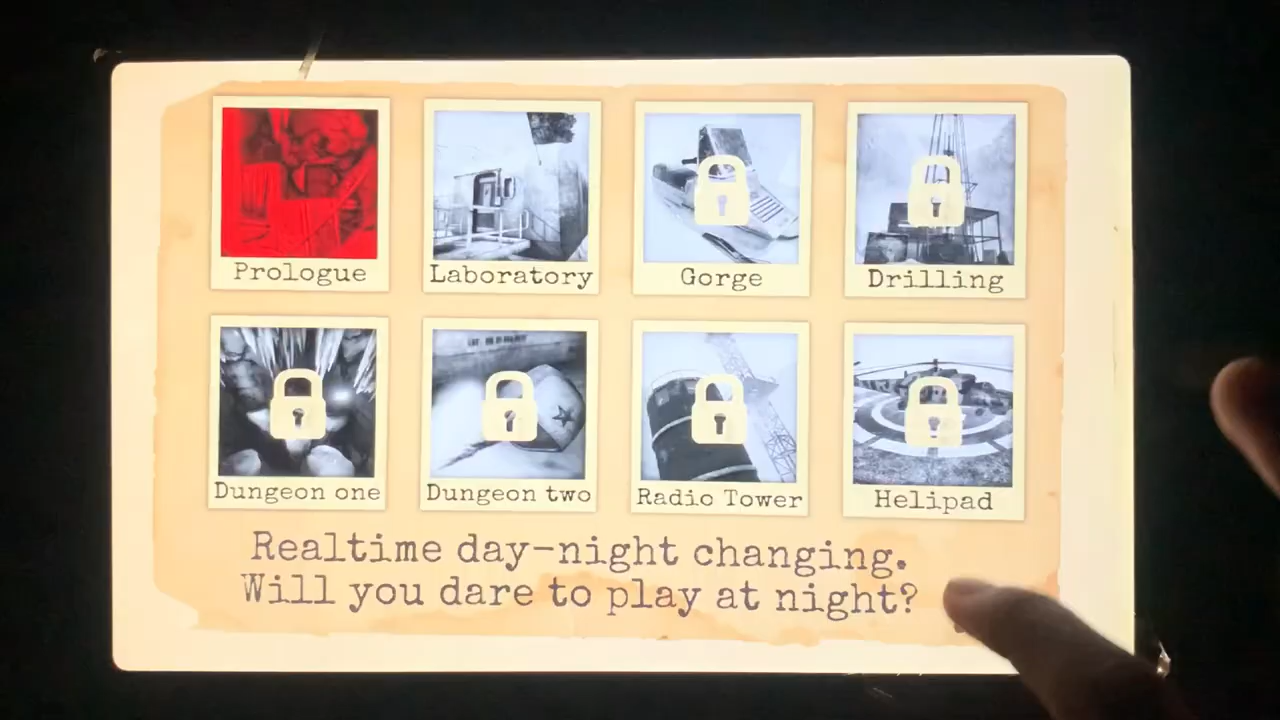 Prologue
Laboratory
Gorge
Drilling
Dungeon one
Dungeon two
Radio Tower
Helipad
Realtime day-night changing.
Will you dare to play at night?